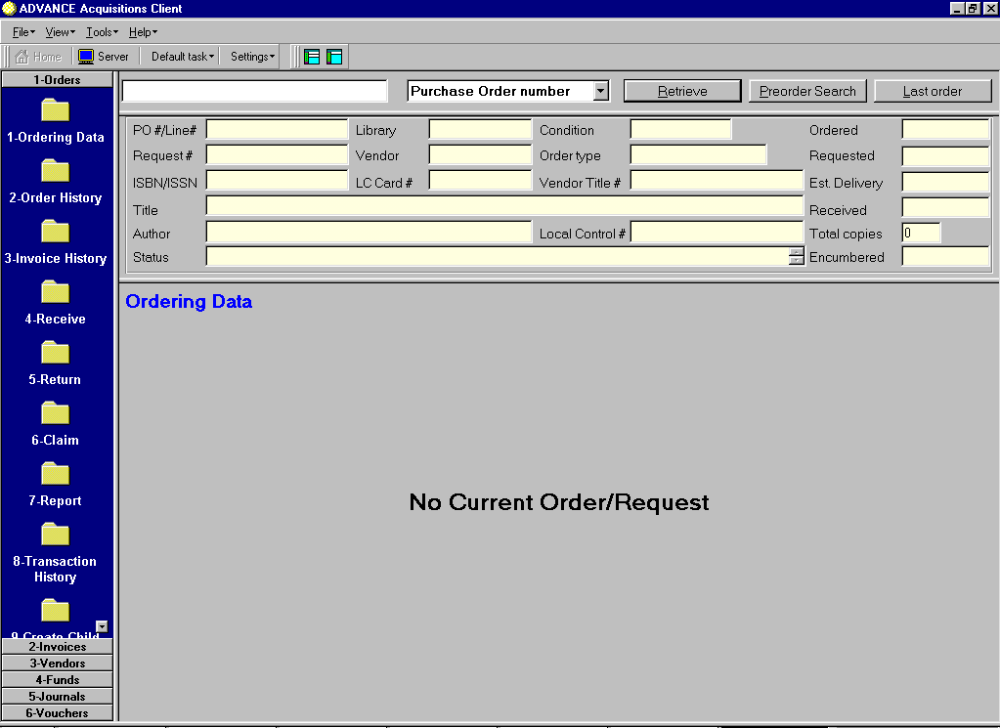 ADVANCE Acquisitions Client
File View Tools Help
Home Server Default task Settings
1-Orders
1-Ordering Data
2-Order History
3-Invoice History
4-Receive
5-Return
6-Claim
7-Report
8-Transaction
History
9-Create Child
2-Invoices
3-Vendors
4-Funds
5-Journals
6-Vouchers
Purchase Order number Retrieve Preorder Search Last order
PO #/Line# Library Condition Ordered
Request # Vendor Order type Requested
ISBN/ISSN LC Card # Vendor Title # Est. Delivery
Title Received
Author Local Control # Total copies 0
Status Encumbered
Ordering Data
No Current Order/Request